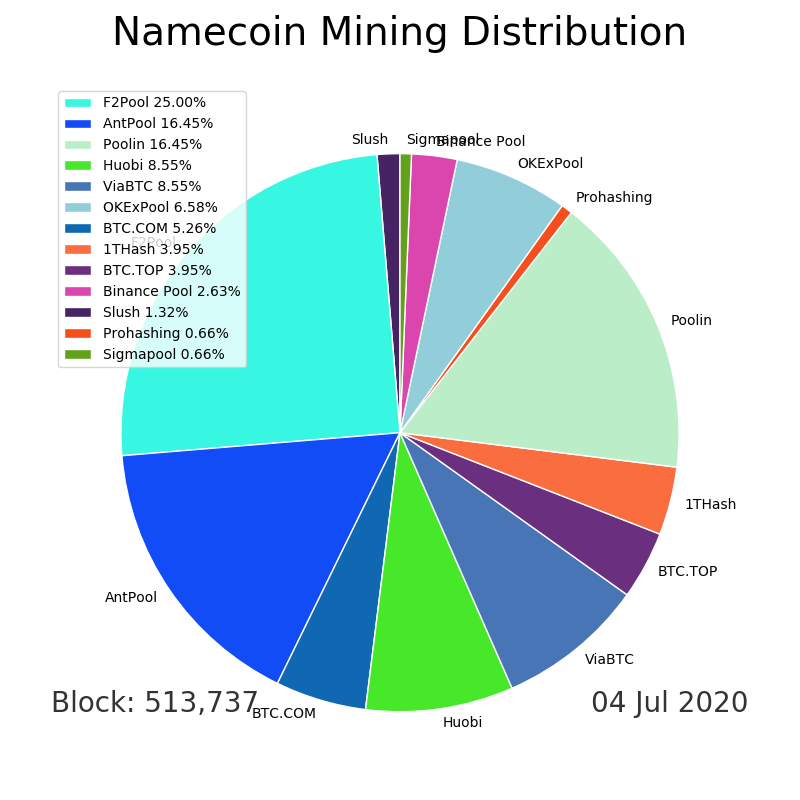 Namecoin Mining Distribution
F2Pool 25.00%
AntPool 16.45%
Poolin 16.45%
Huobi 8.55%
ViaBTC 8.55%
OKExPool 6.58%
BTC.COM 5.26%
1THash 3.95%
BTC.TOP 3.95%
Binance Pool 2.63%
Slush 1.32%
Prohashing 0.66%
Sigmapool 0.66%
Slush
Sigmapool
Binance Pool
OKExPool
Prohashing
F2Pool
Poolin
1THash
BTC.TOP
AntPool
ViaBTC
BTC.COM
Huobi
Block: 513,737
04 Jul 2020